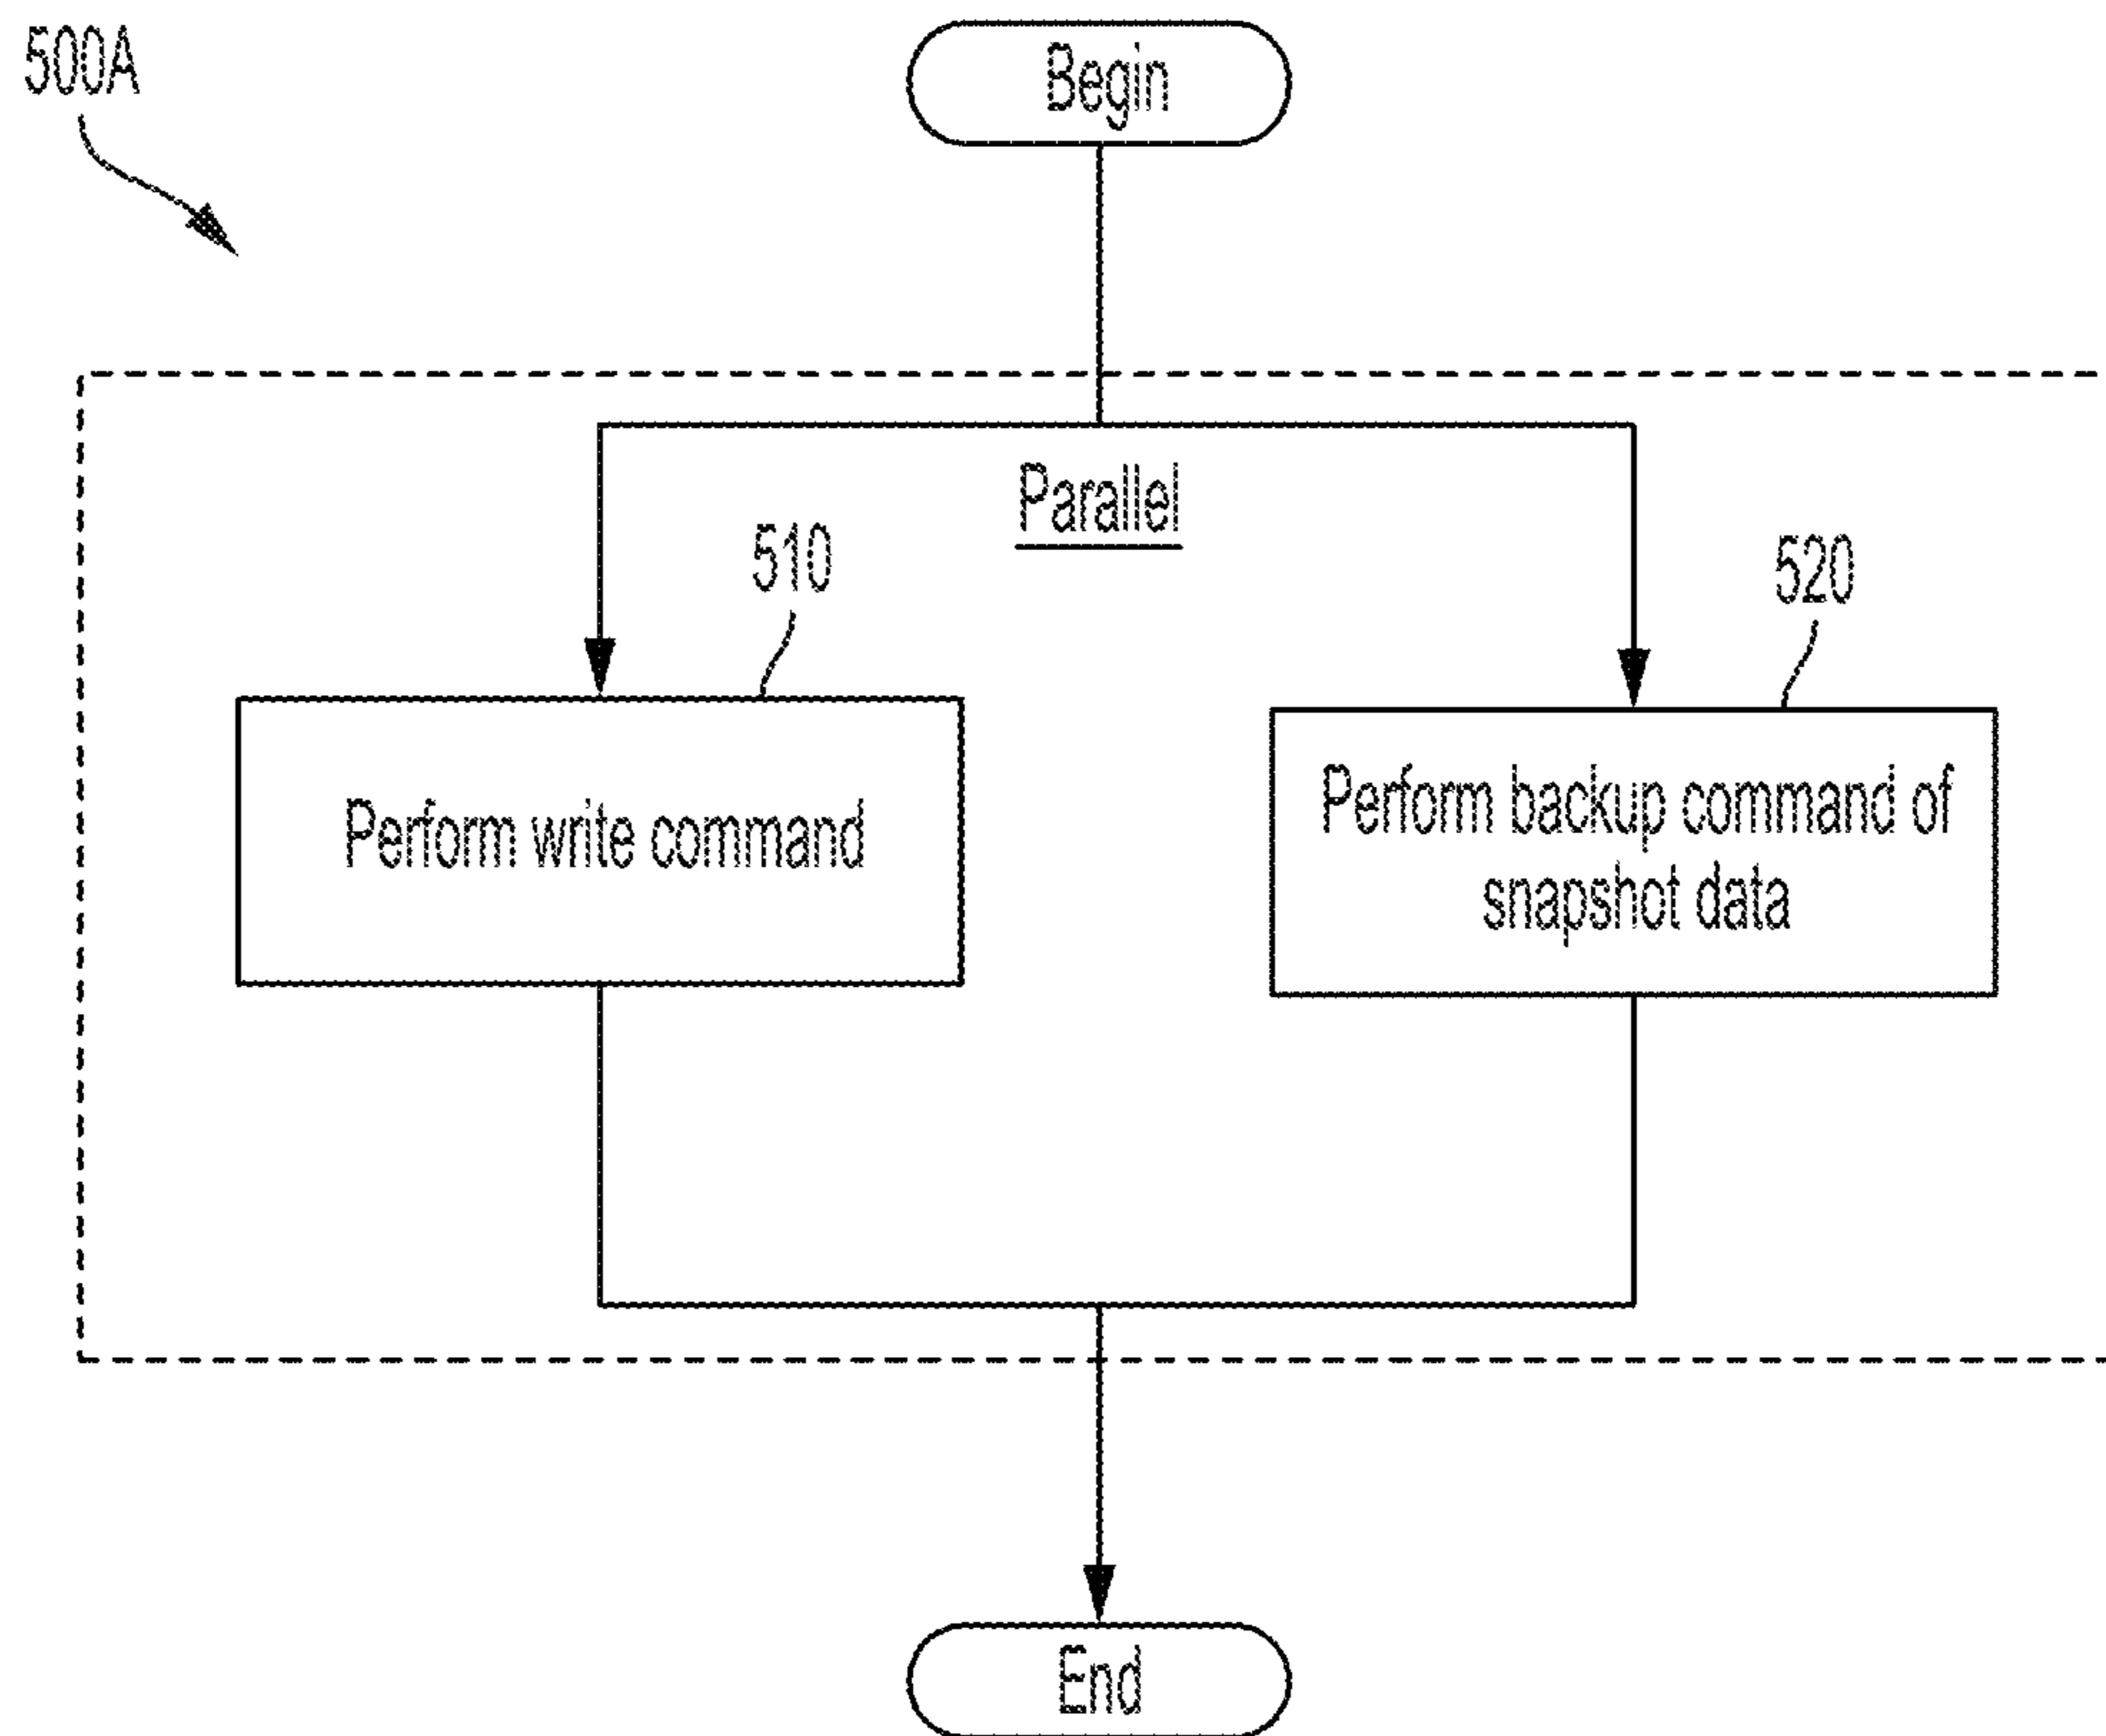 500A
Begin
Parallel
510
520
Perform write command
Perform backup command of
snapshot data
End